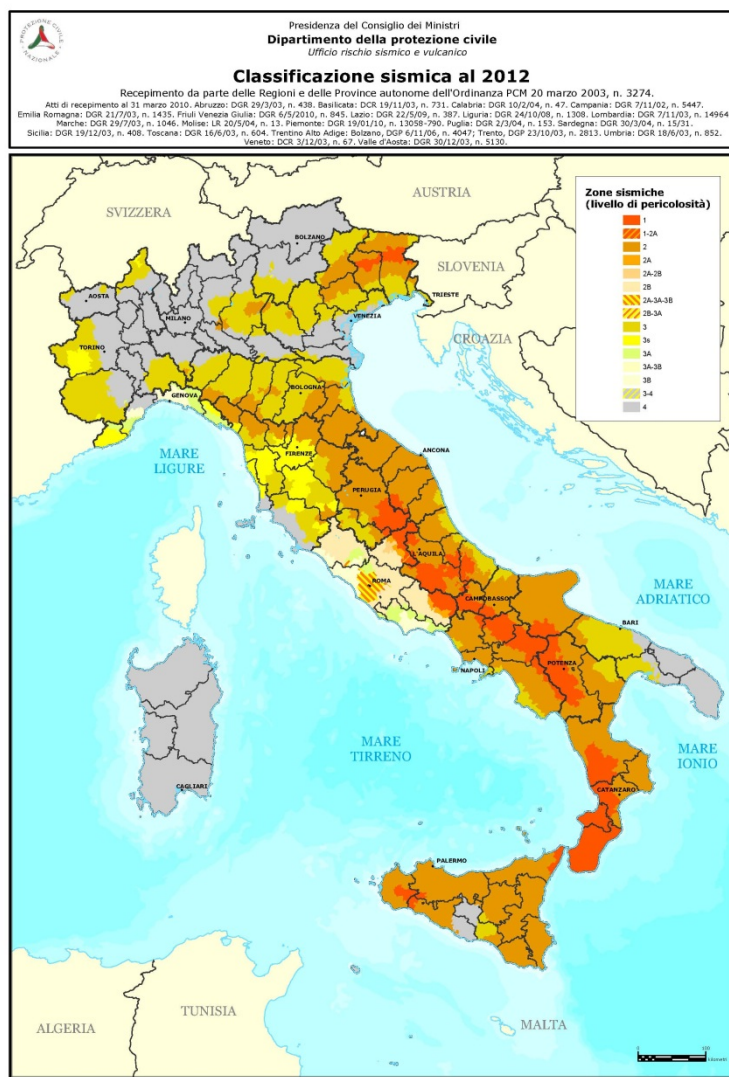 PROTEZIONE CIVILE
NAZIONALE
Presidenza del Consiglio dei Ministri
Dipartimento della protezione civile
Ufficio rischio sismico e vulcanico
Classificazione sismica al 2012
Recepimento da parte delle Regioni e delle Province autonome dell'Ordinanza PCM 20 marzo 2003, n. 3274.
Atti di recepimento al 31 marzo 2010. Abruzzo: DGR 29/3/03, n. 438. Basilicata: DCR 19/11/03, n. 731. Calabria: DGR 10/2/04, n. 47. Campania: DGR 7/11/02, n. 5447.
Emilia Romagna: DGR 21/7/03, n. 1435. Friuli Venezia Giulia: DGR 6/5/2010, n. 845. Lazio: DGR 22/5/09, n. 387. Liguria: DGR 24/10/08, n. 1308. Lombardia: DGR 7/11/03, n. 14964
Marche: DGR 29/7/03, n. 1046. Molise: LR 20/5/04, n. 13. Piemonte: DGR 19/01/10, n. 13058-790. Puglia: DGR 2/3/04, n. 153. Sardegna: DGR 30/3/04, n. 15/31.
Sicilia: DGR 19/12/03, n. 408. Toscana: DGR 16/6/03, n. 604. Trentino Alto Adige: Bolzano, DGP 6/11/06, n. 4047; Trento, DGP 23/10/03, n. 2813. Umbria: DGR 18/6/03, n. 852.
Veneto: DCR 3/12/03, n. 67. Valle d'Aosta: DGR 30/12/03, n. 5130.
Zone sismiche
(livello di pericolosità)
1
1-2A
2
2A
2A-2B
2B
2A-3A-3B
2B-3A
3
3s
3A
3A-3B
3B
3-4
4
AUSTRIA
SVIZZERA
BOLZANO
SLOVENIA
AOSTA
TRIESTE
MILANO
VENEZIA
CROAZIA
TORINO
BOLOGNA
GENOVA
FIRENZE
ANCONA
MARE
LIGURE
PERUGIA
L'AQUILA
ROMA
CAMPOBASSO
MARE
ADRIATICO
BARI
NAPOLI
POTENZA
MARE
TIRRENO
MARE
IONIO
CAGLIARI
CATANZARO
PALERMO
TUNISIA
ALGERIA
MALTA